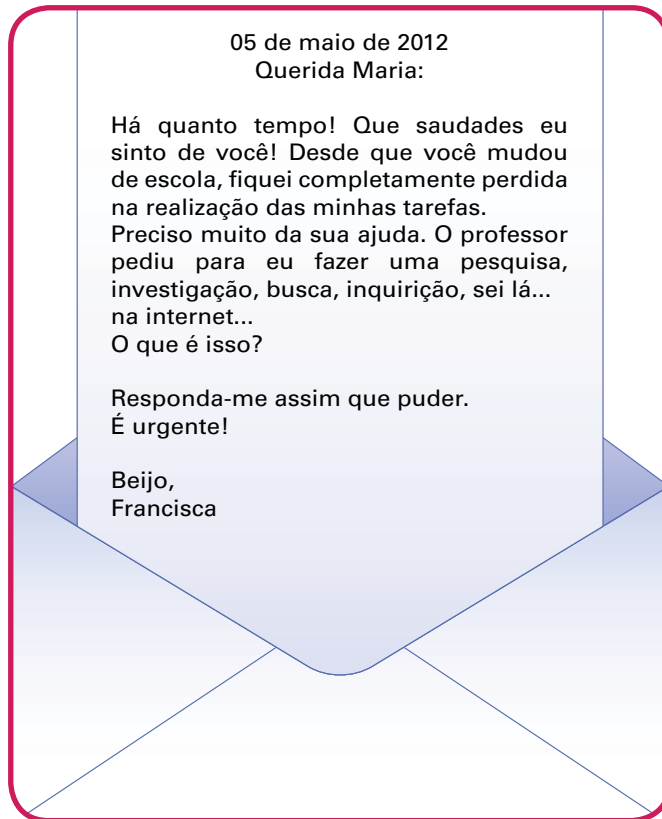 05 de maio de 2012
Querida Maria:
Há quanto tempo! Que saudades eu
sinto de você! Desde que você mudou
de escola, fiquei completamente perdida
na realização das minhas tarefas.
Preciso muito da sua ajuda. O professor
pediu para eu fazer uma pesquisa,
investigação, busca, inquirição, sei lá...
na internet...
O que é isso?
Responda-me assim que puder.
É urgente!
Beijo,
Francisca